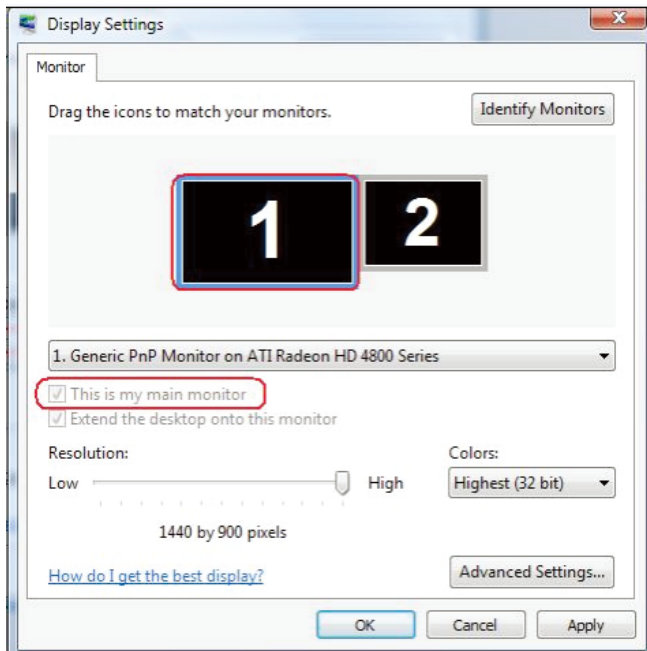 Display Settings
Monitor
Drag the icons to match your monitors.
Identify Monitors
1
2
1. Generic PnP Monitor on ATI Radeon HD 4800 Series
This is my main monitor
Extend the desktop onto this monitor
Resolution:
Colors:
Low
High
Highest (32 bit)
1440 by 900 pixels
How do I get the best display?
Advanced Settings...
OK
Cancel
Apply